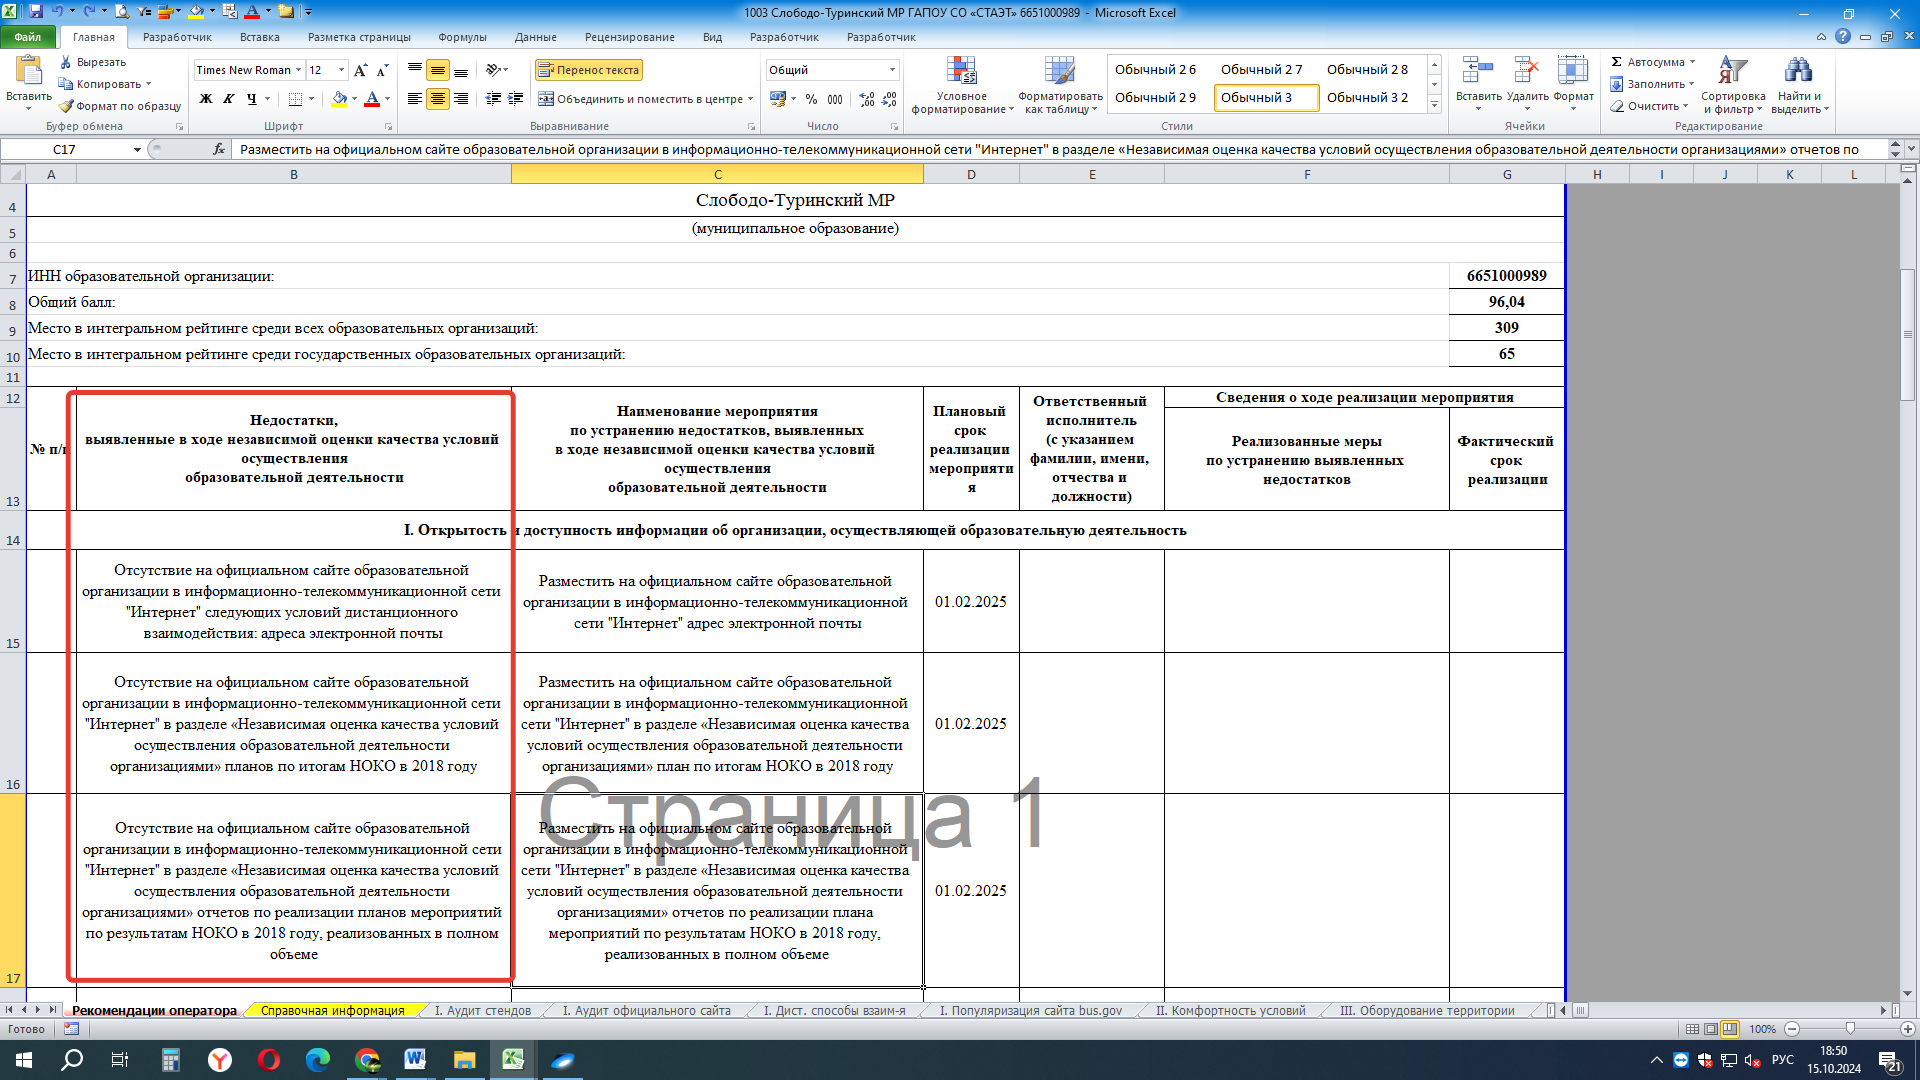 1003 Слободо-Туринский МР ГАПОУ СО «СТАЭТ» 6651000989 - Microsoft Excel
Файл Главная Разработчик Вставка Разметка страницы Формулы Данные Рецензирование Вид Разработчик Разработчик
Вставить
Вырезать
Копировать
Формат по образцу
Буфер обмена
Times New Roman 12
Ж К Ч
Шрифт
Перенос текста
Объединить и поместить в центре
Выравнивание
Общий
% 000
Число
Условное форматирование
Форматировать как таблицу
Обычный 2 6 Обычный 2 7 Обычный 2 8
Обычный 2 9 Обычный 3 Обычный 3 2
Стили
Вставить Удалить Формат
Ячейки
Автосумма
Заполнить
Очистить
Сортировка и фильтр
Найти и выделить
Редактирование
C17 fx Разместить на официальном сайте образовательной организации в информационно-телекоммуникационной сети "Интернет" в разделе «Независимая оценка качества условий осуществления образовательной деятельности организациями» отчетов по
A B C D E F G H I J K L
4 Слободо-Туринский МР
5 (муниципальное образование)
6
7 ИНН образовательной организации: 6651000989
8 Общий балл: 96,04
9 Место в интегральном рейтинге среди всех образовательных организаций: 309
10 Место в интегральном рейтинге среди государственных образовательных организаций: 65
11
12
13
№ п/п
Недостатки,
выявленные в ходе независимой оценки качества условий
осуществления
образовательной деятельности
Наименование мероприятия
по устранению недостатков, выявленных
в ходе независимой оценки качества условий
осуществления
образовательной деятельности
Плановый
срок
реализации
мероприяти
я
Ответственный
исполнитель
(с указанием
фамилии, имени,
отчества и
должности)
Сведения о ходе реализации мероприятия
Реализованные меры
по устранению выявленных
недостатков
Фактический
срок
реализации
14 I. Открытость и доступность информации об организации, осуществляющей образовательную деятельность
15
Отсутствие на официальном сайте образовательной
организации в информационно-телекоммуникационной сети
"Интернет" следующих условий дистанционного
взаимодействия: адреса электронной почты
Разместить на официальном сайте образовательной
организации в информационно-телекоммуникационной
сети "Интернет" адрес электронной почты
01.02.2025
16
Отсутствие на официальном сайте образовательной
организации в информационно-телекоммуникационной сети
"Интернет" в разделе «Независимая оценка качества условий
осуществления образовательной деятельности
организациями» планов по итогам НОКО в 2018 году
Разместить на официальном сайте образовательной
организации в информационно-телекоммуникационной
сети "Интернет" в разделе «Независимая оценка качества
условий осуществления образовательной деятельности
организациями» план по итогам НОКО в 2018 году
01.02.2025
Страница 1
17
Отсутствие на официальном сайте образовательной
организации в информационно-телекоммуникационной сети
"Интернет" в разделе «Независимая оценка качества условий
осуществления образовательной деятельности
организациями» отчетов по реализации планов мероприятий
по результатам НОКО в 2018 году, реализованных в полном
объеме
Разместить на официальном сайте образовательной
организации в информационно-телекоммуникационной
сети "Интернет" в разделе «Независимая оценка качества
условий осуществления образовательной деятельности
организациями» отчетов по реализации плана
мероприятий по результатам НОКО в 2018 году,
реализованных в полном объеме
01.02.2025
Рекомендации оператора Справочная информация I. Аудит стендов I. Аудит официального сайта I. Дист. способы взаим-я I. Популяризация сайта bus.gov II. Комфортность условий III. Оборудование территории
Готово 100%
РУС 18:50
15.10.2024
21